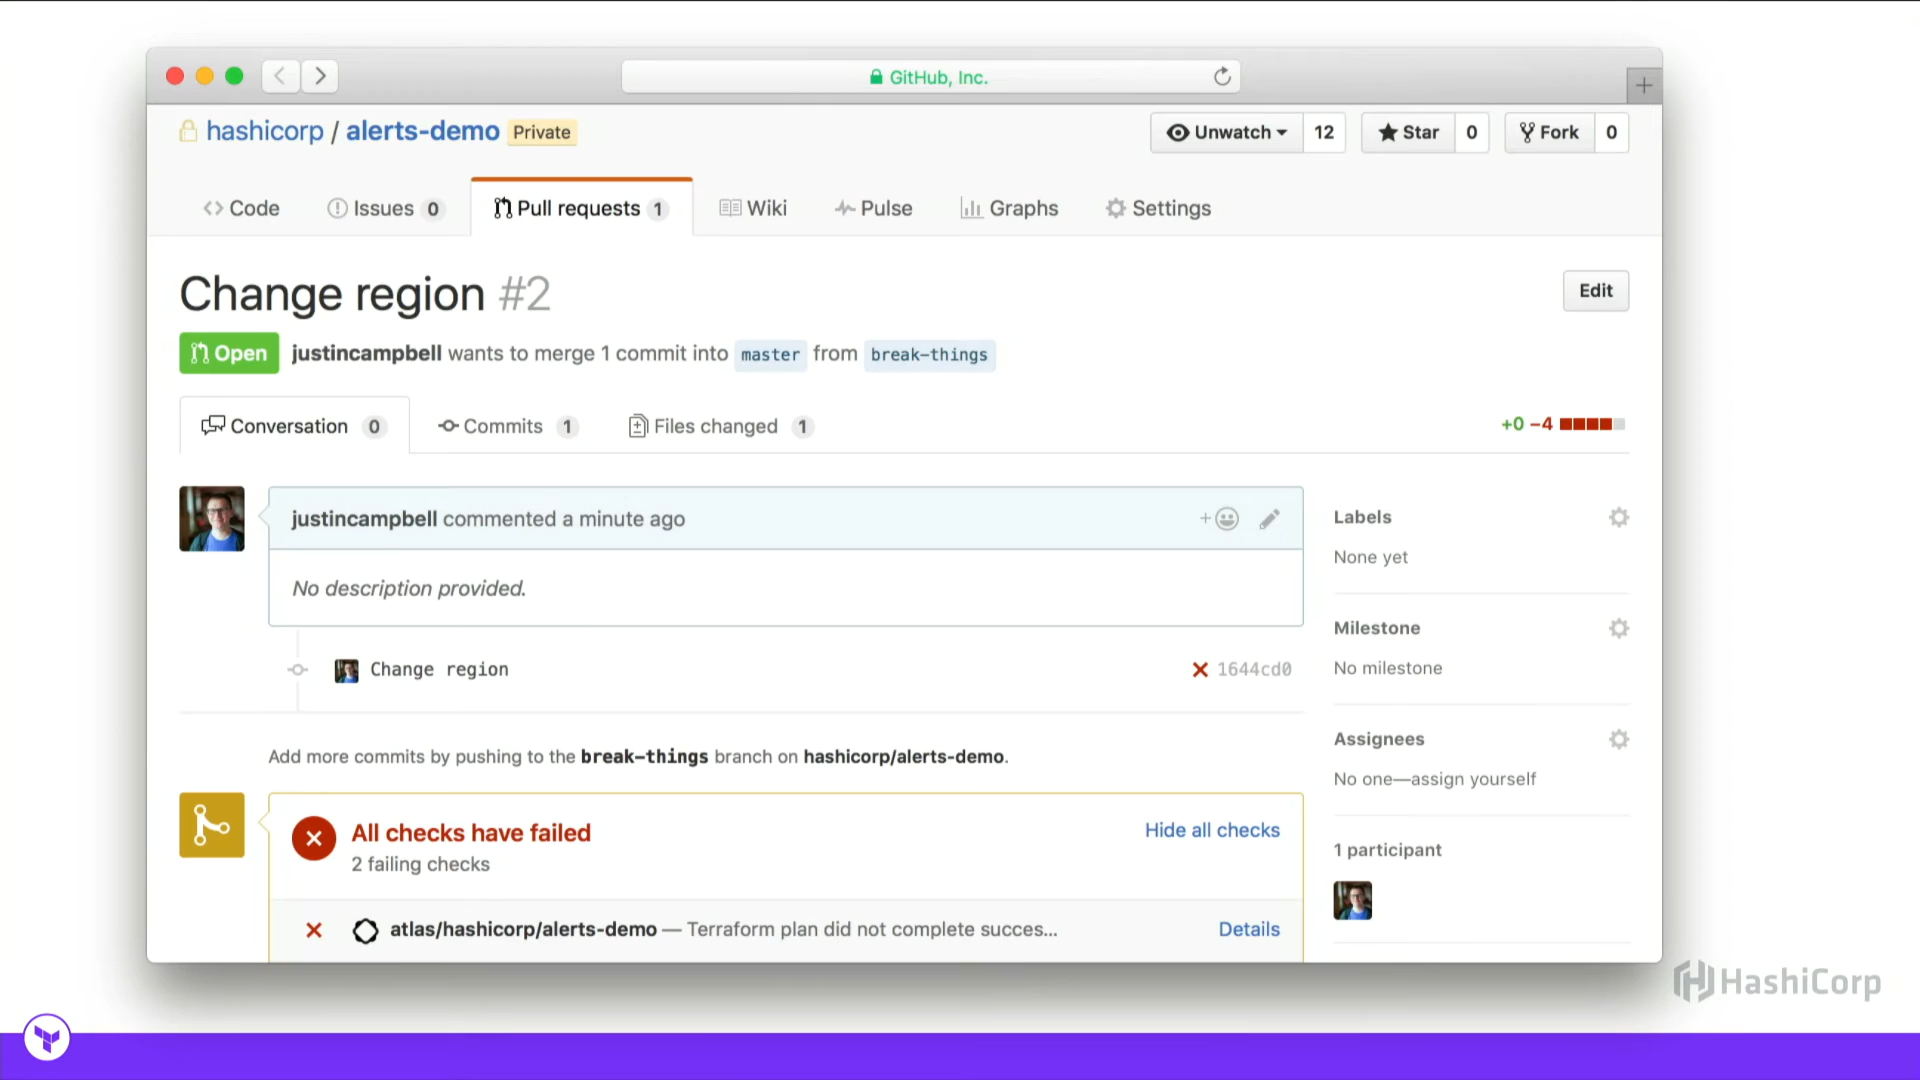 GitHub, Inc.
hashicorp / alerts-demo Private
Unwatch 12 Star 0 Fork 0
Code Issues 0 Pull requests 1 Wiki Pulse Graphs Settings
Change region #2
Edit
Open justincampbell wants to merge 1 commit into master from break-things
Conversation 0 Commits 1 Files changed 1
+0 −4
justincampbell commented a minute ago
No description provided.
Change region
1644cd0
Add more commits by pushing to the break-things branch on hashicorp/alerts-demo.
All checks have failed
2 failing checks
Hide all checks
atlas/hashicorp/alerts-demo — Terraform plan did not complete succes...
Details
Labels
None yet
Milestone
No milestone
Assignees
No one—assign yourself
1 participant
HashiCorp